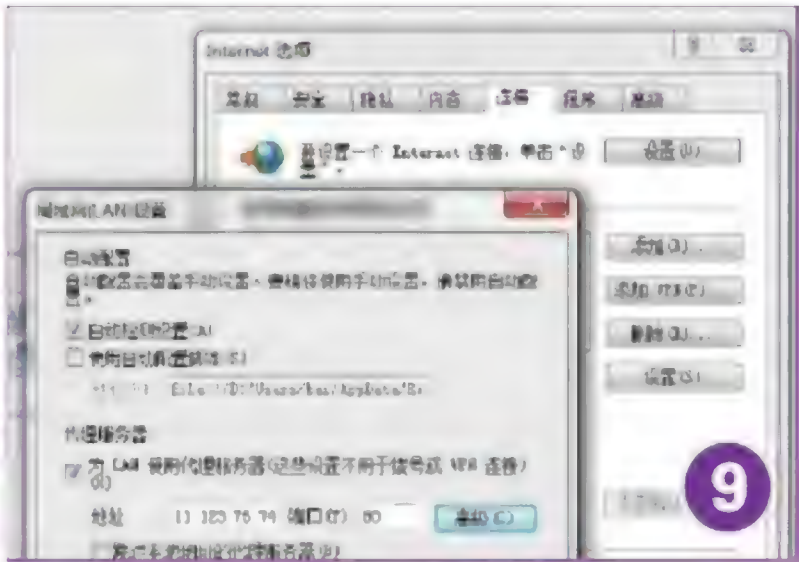 Internet 选项
常规 安全 隐私 内容 连接 程序 高级
要设置一个 Internet 连接，单击“设
置”。
设置(U)
局域网(LAN)设置
添加(D)...
添加 VPN(P)...
删除(R)...
设置(S)
自动配置
自动配置会覆盖手动设置。要确保使用手动设置，请禁用自动配
置。
自动检测设置(A)
使用自动配置脚本(S)
代理服务器
为 LAN 使用代理服务器(这些设置不用于拨号或 VPN 连接)
(X)
地址 端口(T) 80 高级(C)
9